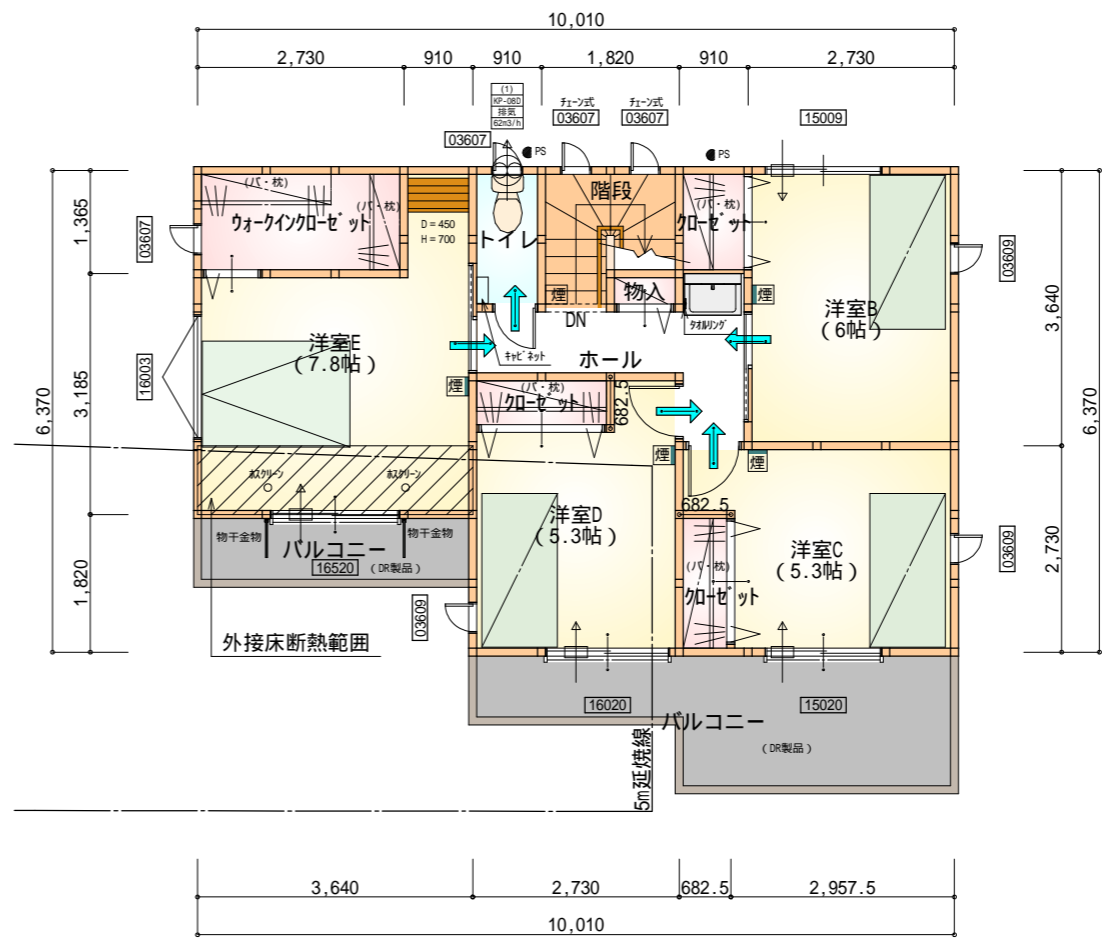 10,010
2,730
910
910
1,820
910
2,730
(1)
KP-08D
排気
62m3/h
チェーン式
チェーン式
03607
03607
03607
15009
PS
PS
(パ・枕)
(パ・枕)
ウォークインクローゼット
D=450
H=700
トイレ
階段
クローゼット
03607
1,365
03609
煙
物入
煙
タオルリング
洋室B
(6帖)
3,640
DN
洋室E
(7.8帖)
キャビネット
ホール
16003
6,370
3,185
煙
(パ・枕)
クローゼット
682.5
6,370
煙
煙
ホスクリーン
ホスクリーン
682.5
洋室D
(5.3帖)
洋室C
(5.3帖)
物干金物
物干金物
バルコニー
16520
(DR製品)
(パ・枕)
クローゼット
03609
2,730
1,820
03609
外接床断熱範囲
16020
15020
バルコニー
(DR製品)
5m延焼線
3,640
2,730
682.5
2,957.5
10,010